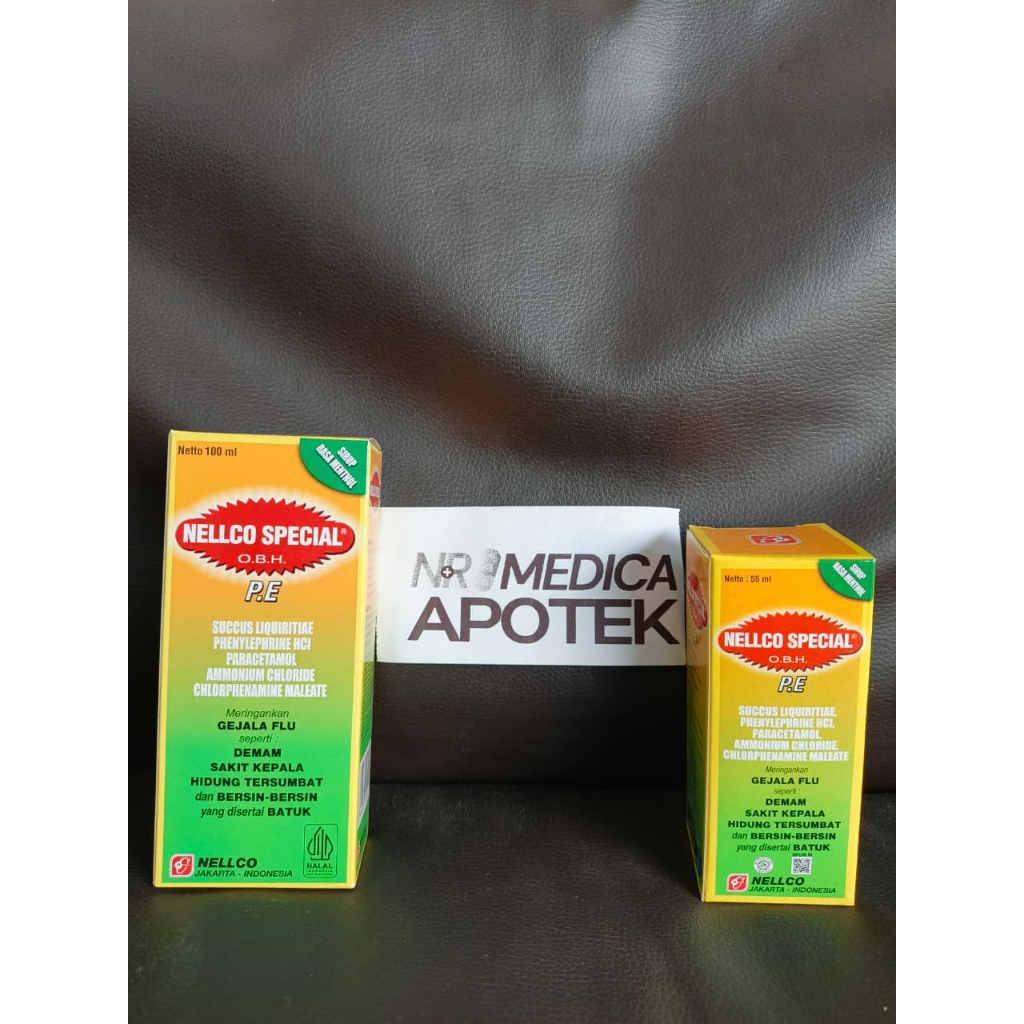 Netto 100 ml
SIRUP
RASA MENTHOL
NELLCO SPECIAL®
O.B.H.
P.E
SUCCUS LIQUIRITIAE
PHENYLEPHRINE HCl
PARACETAMOL
AMMONIUM CHLORIDE
CHLORPHENAMINE MALEATE
Meringankan
GEJALA FLU
seperti :
DEMAM
SAKIT KEPALA
HIDUNG TERSUMBAT
dan BERSIN-BERSIN
yang disertai BATUK
NELLCO
JAKARTA - INDONESIA
HALAL
INDONESIA
N+R MEDICA
APOTEK
Netto : 55 ml
SIRUP
RASA MENTHOL
NELLCO SPECIAL®
O.B.H.
P.E
SUCCUS LIQUIRITIAE,
PHENYLEPHRINE HCl,
PARACETAMOL,
AMMONIUM CHLORIDE,
CHLORPHENAMINE MALEATE
Meringankan
GEJALA FLU
seperti :
DEMAM
SAKIT KEPALA
HIDUNG TERSUMBAT
dan BERSIN-BERSIN
yang disertai BATUK
BPOM RI
NELLCO
JAKARTA - INDONESIA